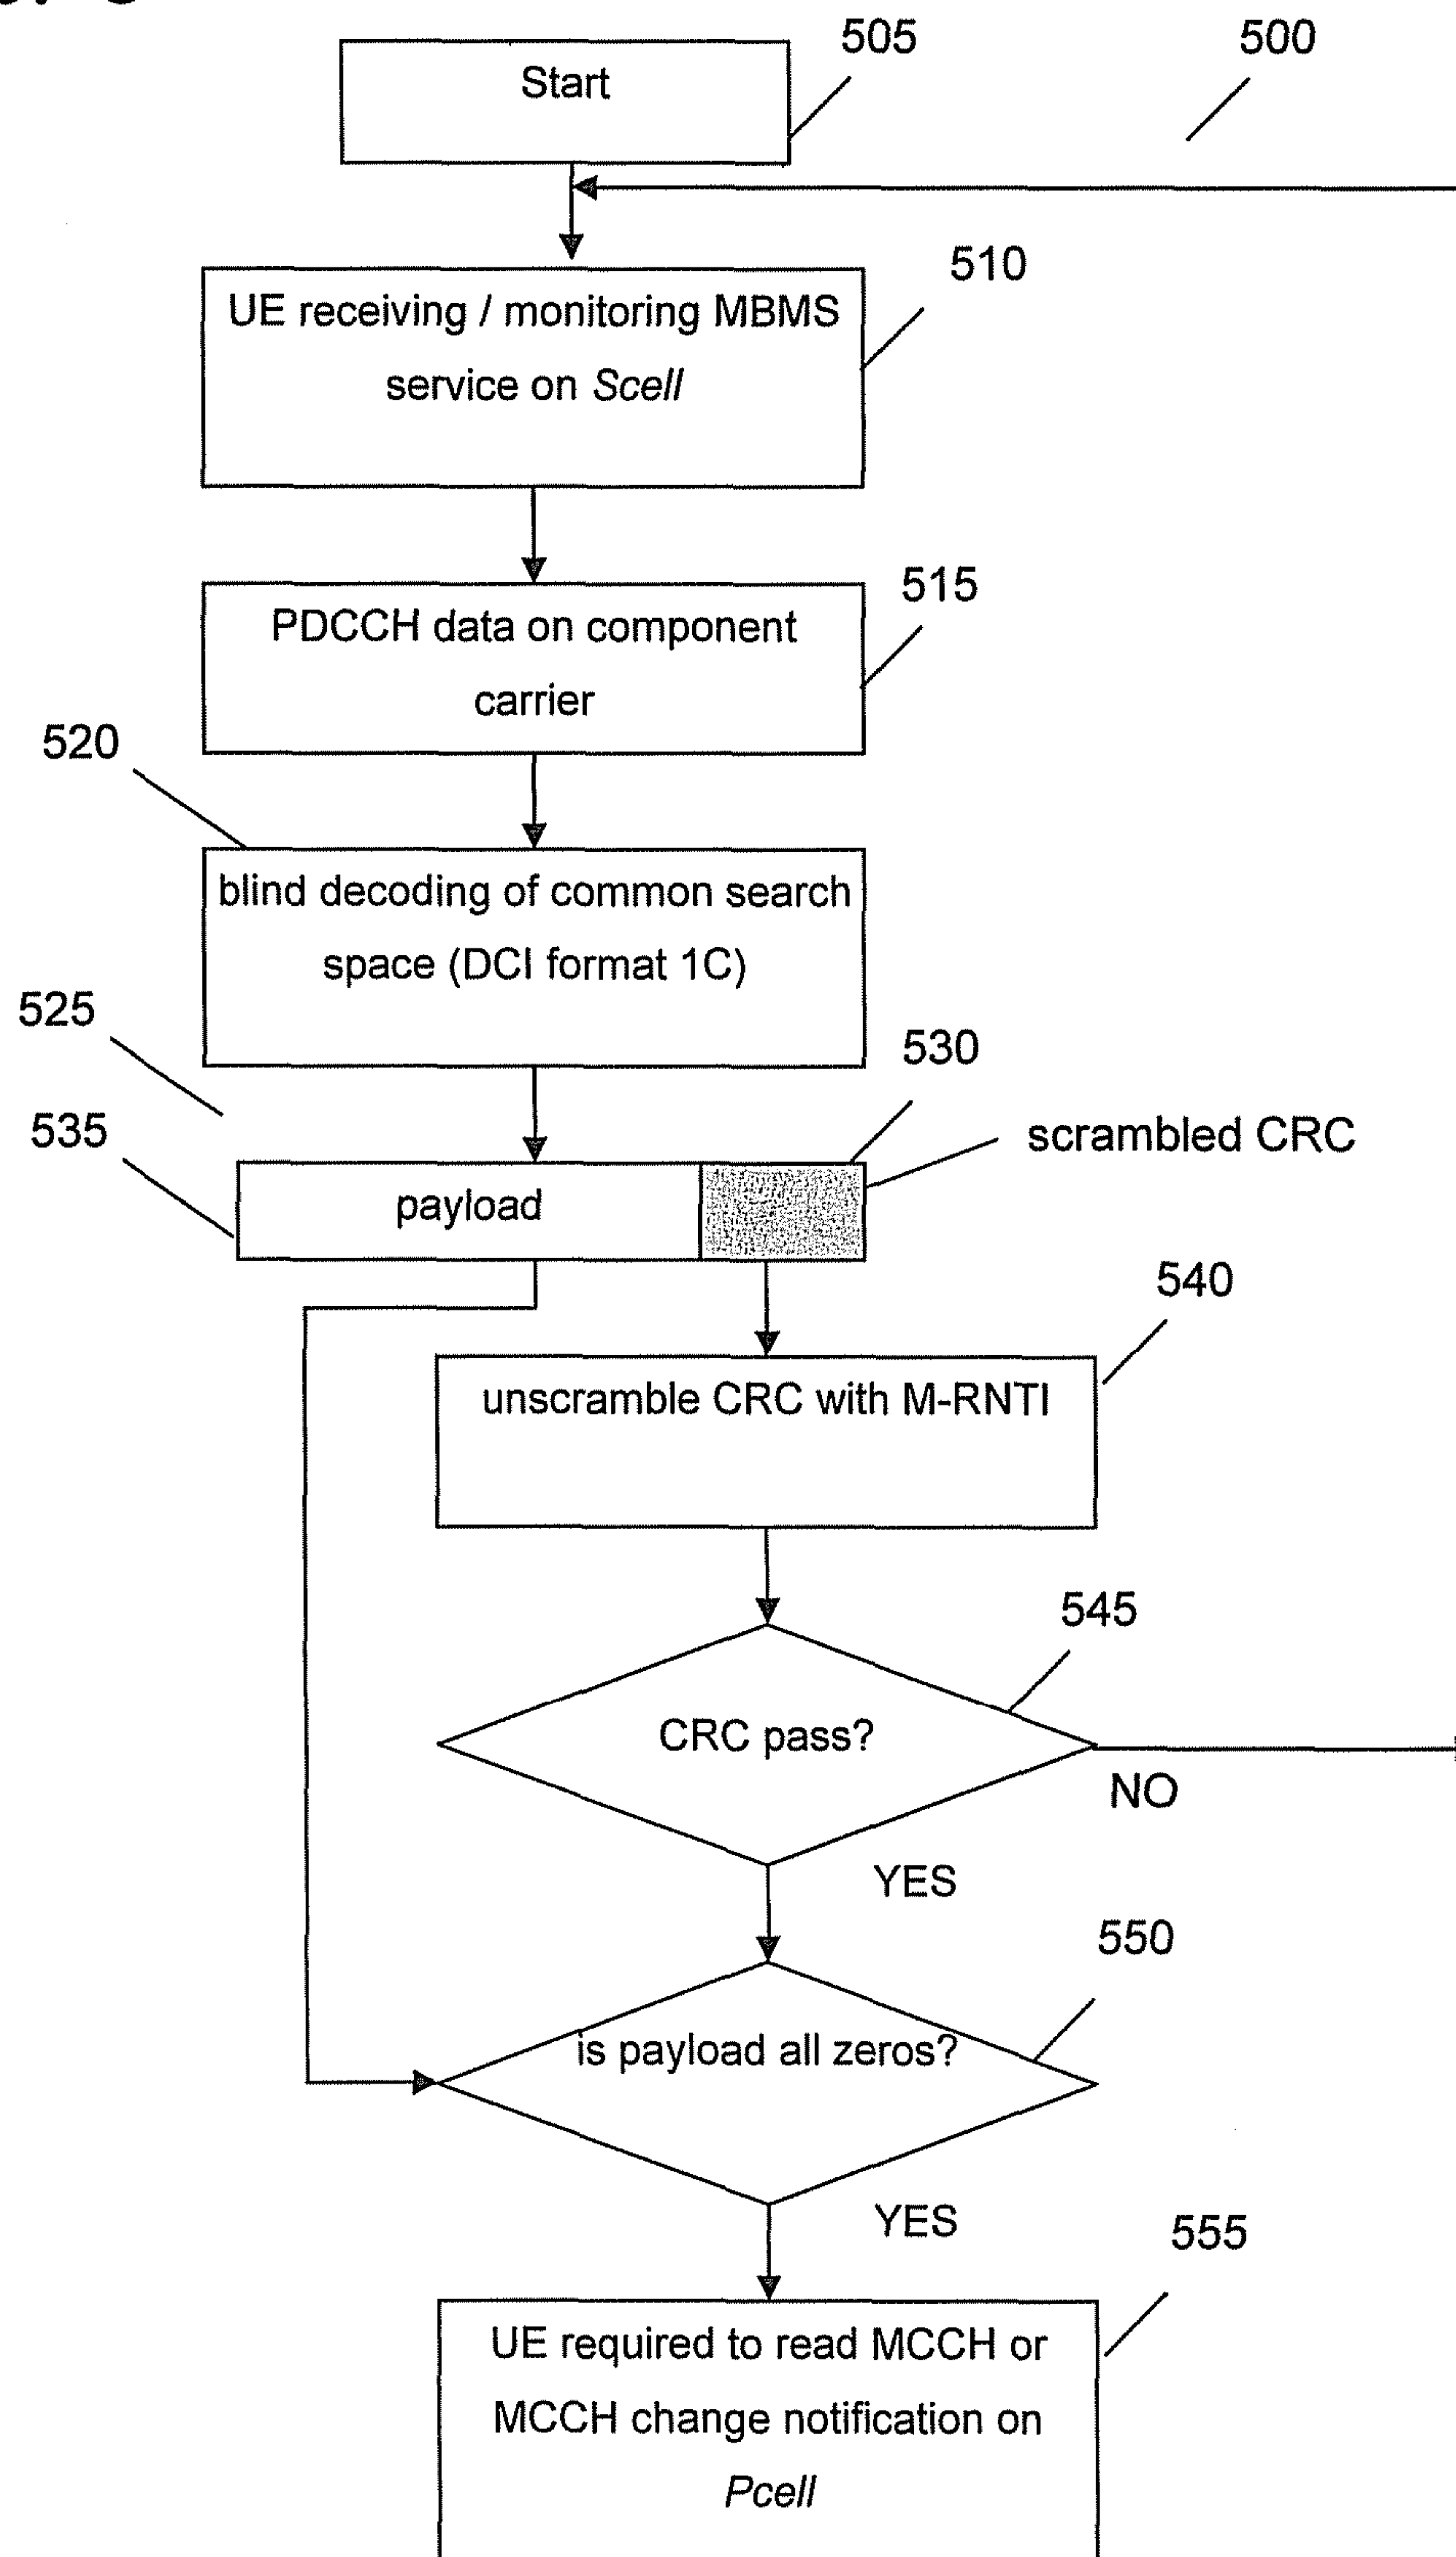 505
500
Start
510
UE receiving / monitoring MBMS
service on Scell
515
PDCCH data on component
carrier
520
blind decoding of common search
space (DCI format 1C)
525
530
535
scrambled CRC
payload
540
unscramble CRC with M-RNTI
545
CRC pass?
NO
YES
550
is payload all zeros?
YES
555
UE required to read MCCH or
MCCH change notification on
Pcell